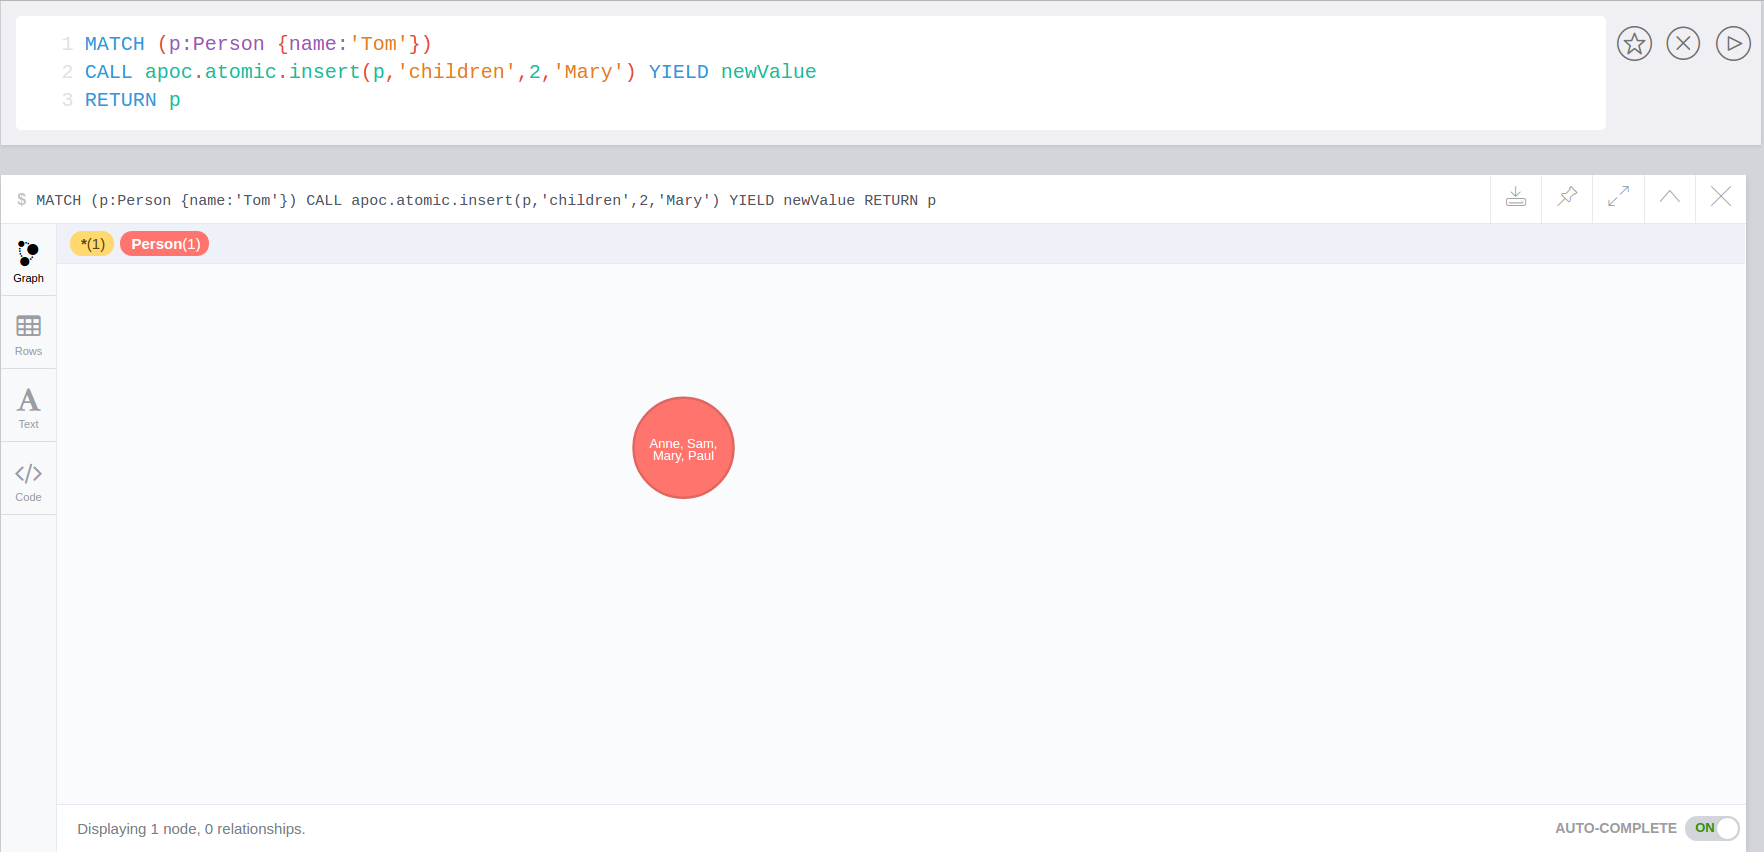 1 MATCH (p:Person {name:'Tom'})
2 CALL apoc.atomic.insert(p,'children',2,'Mary') YIELD newValue
3 RETURN p
$ MATCH (p:Person {name:'Tom'}) CALL apoc.atomic.insert(p,'children',2,'Mary') YIELD newValue RETURN p
*(1) Person(1)
Graph
Rows
A
Text
</>
Code
Anne, Sam,
Mary, Paul
Displaying 1 node, 0 relationships.
AUTO-COMPLETE ON